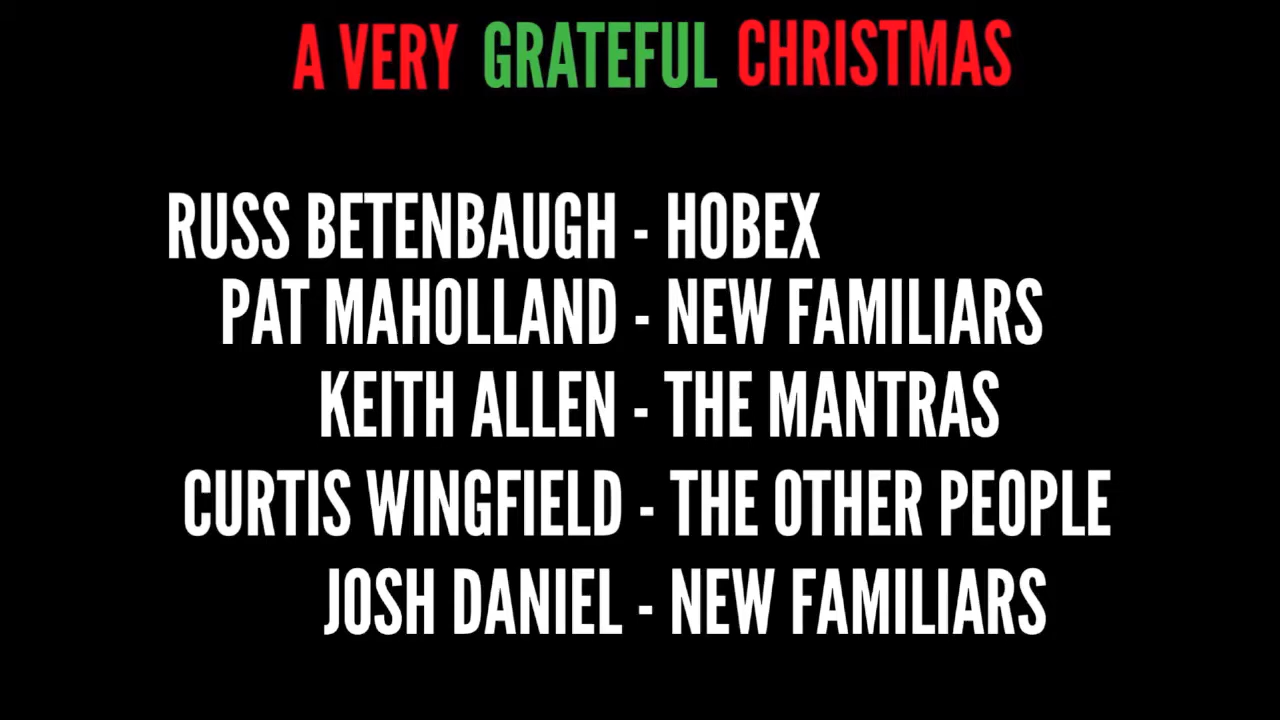 A VERY GRATEFUL CHRISTMAS
RUSS BETENBAUGH - HOBEX
PAT MAHOLLAND - NEW FAMILIARS
KEITH ALLEN - THE MANTRAS
CURTIS WINGFIELD - THE OTHER PEOPLE
JOSH DANIEL - NEW FAMILIARS